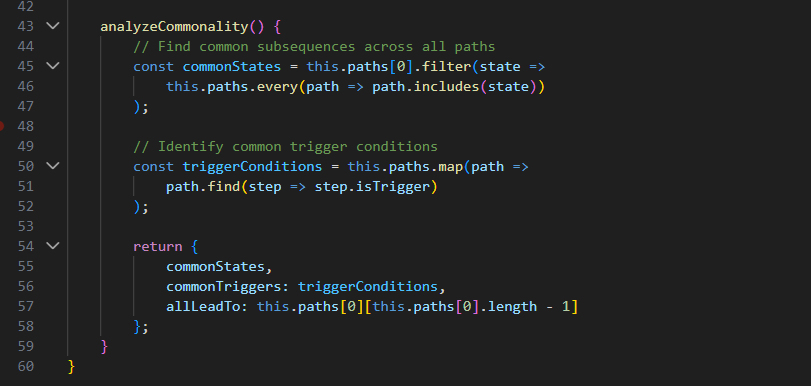 42
43 analyzeCommonality() {
44 // Find common subsequences across all paths
45 const commonStates = this.paths[0].filter(state =>
46 this.paths.every(path => path.includes(state))
47 );
48
49 // Identify common trigger conditions
50 const triggerConditions = this.paths.map(path =>
51 path.find(step => step.isTrigger)
52 );
53
54 return {
55 commonStates,
56 commonTriggers: triggerConditions,
57 allLeadTo: this.paths[0][this.paths[0].length - 1]
58 };
59 }
60 }